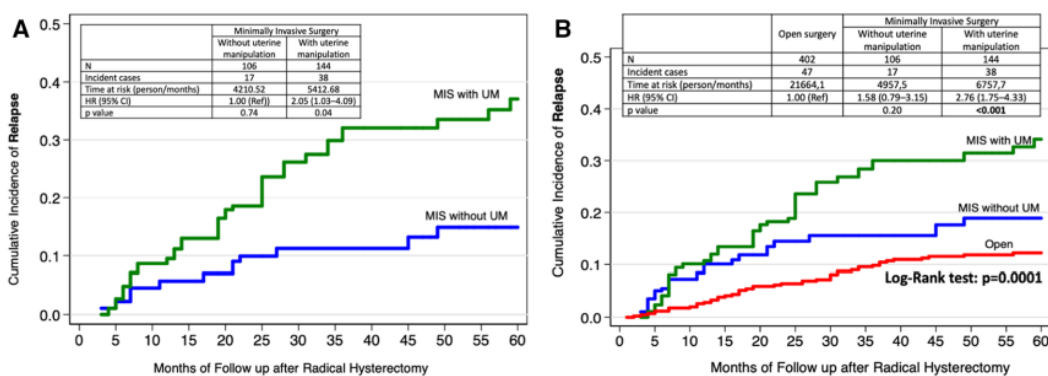 A
Cumulative Incidence of Relapse
0.5
0.4
0.3
0.2
0.1
0.0
Minimally Invasive Surgery
Without uterine manipulation With uterine manipulation
N 106 144
Incident cases 17 38
Time at risk (person/months) 4210.52 5412.68
HR (95% CI) 1.00 (Ref)) 2.05 (1.03–4.09)
p value 0.74 0.04
MIS with UM
MIS without UM
0 5 10 15 20 25 30 35 40 45 50 55 60
Months of Follow up after Radical Hysterectomy
B
Cumulative Incidence of Relapse
0.5
0.4
0.3
0.2
0.1
0.0
Minimally Invasive Surgery
Open surgery Without uterine manipulation With uterine manipulation
N 402 106 144
Incident cases 47 17 38
Time at risk (person/months) 21664,1 4957,5 6757,7
HR (95% CI) 1.00 (Ref) 1.58 (0.79–3.15) 2.76 (1.75–4.33)
p value 0.20 <0.001
MIS with UM
MIS without UM
Open
Log-Rank test: p=0.0001
0 5 10 15 20 25 30 35 40 45 50 55 60
Months of Follow up after Radical Hysterectomy